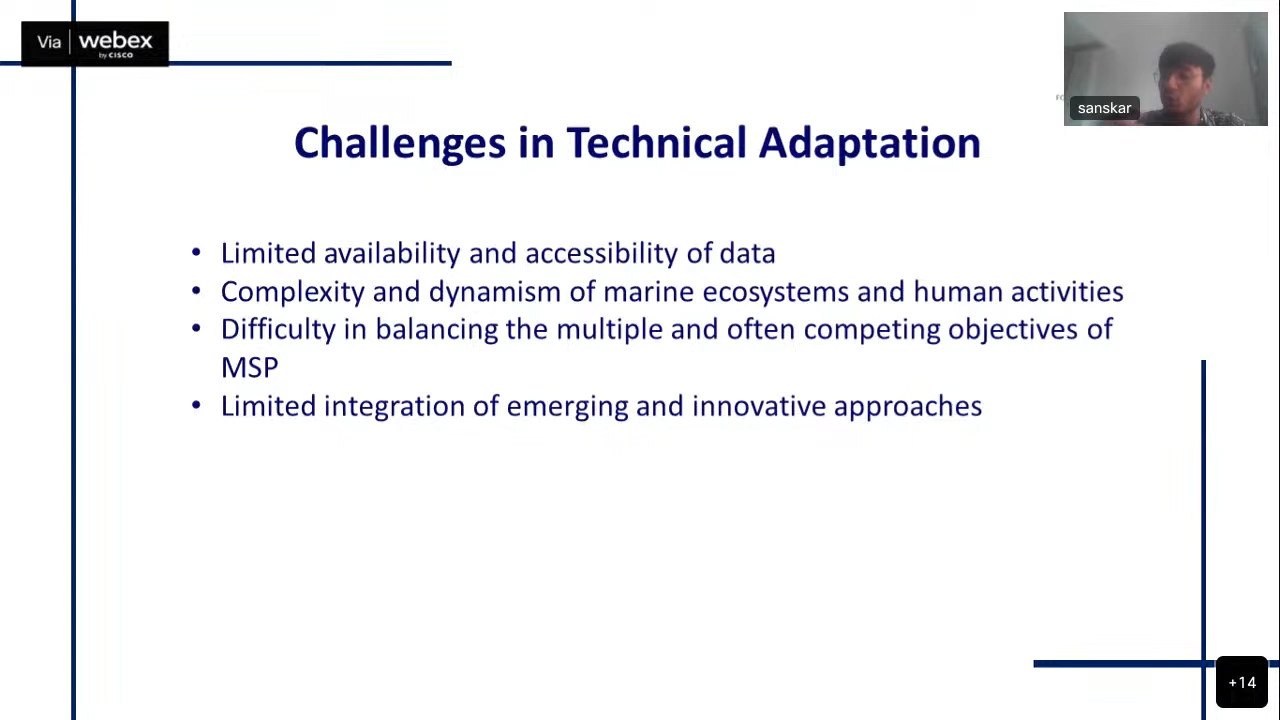 Via webex
by CISCO
sanskar
Challenges in Technical Adaptation
• Limited availability and accessibility of data
• Complexity and dynamism of marine ecosystems and human activities
• Difficulty in balancing the multiple and often competing objectives of
MSP
• Limited integration of emerging and innovative approaches
+14